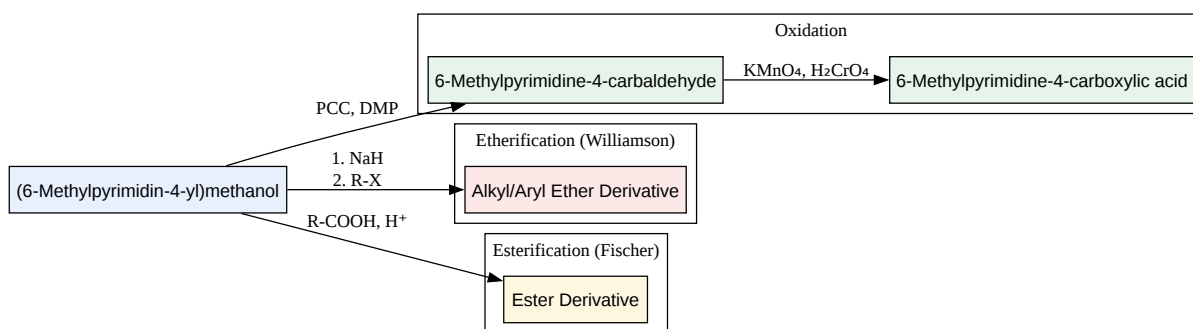 Oxidation
6-Methylpyrimidine-4-carbaldehyde
KMnO₄, H₂CrO₄
6-Methylpyrimidine-4-carboxylic acid
PCC, DMP
Etherification (Williamson)
(6-Methylpyrimidin-4-yl)methanol
1. NaH
2. R-X
Alkyl/Aryl Ether Derivative
R-COOH, H⁺
Esterification (Fischer)
Ester Derivative